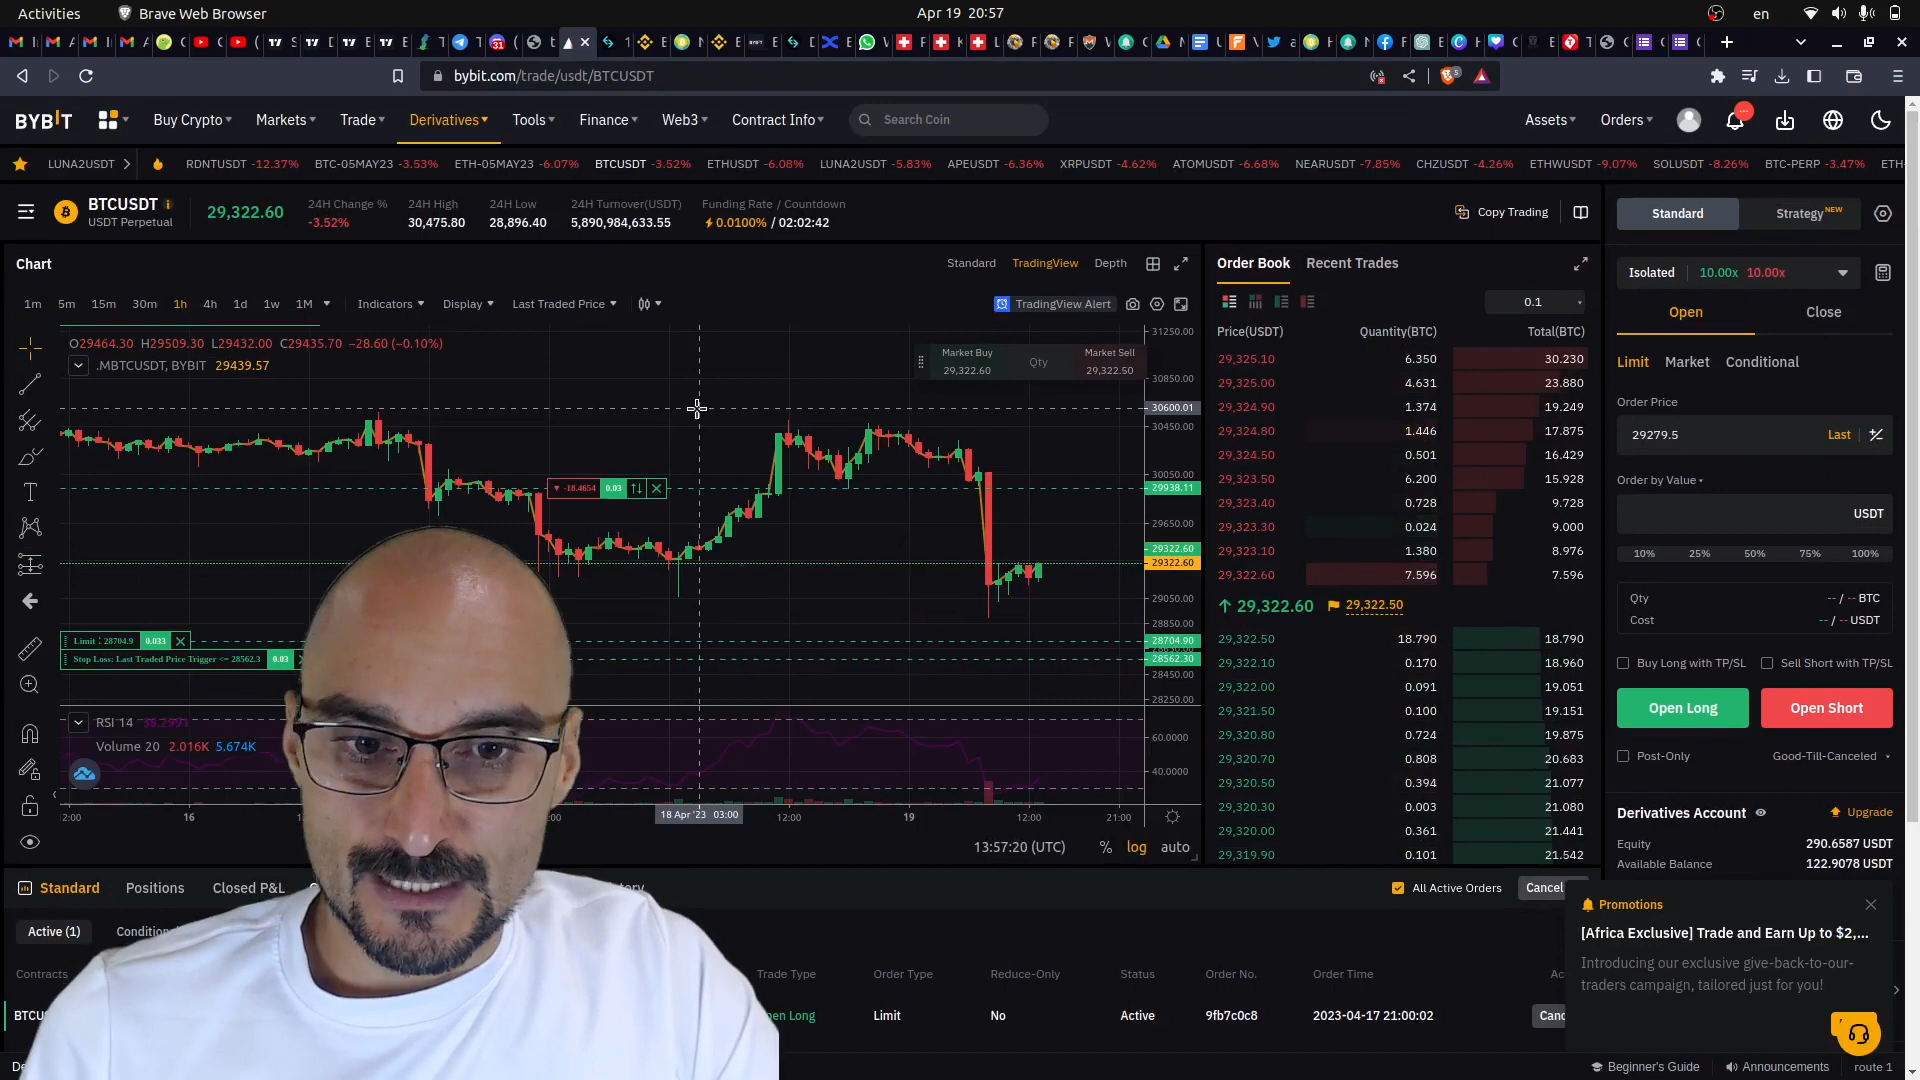 Activities
Brave Web Browser
Apr 19 20:57
en
bybit.com/trade/usdt/BTCUSDT
BYBIT
Buy Crypto
Markets
Trade
Derivatives
Tools
Finance
Web3
Contract Info
Search Coin
Assets
Orders
LUNA2USDT
RDNTUSDT -12.37%
BTC-05MAY23 -3.53%
ETH-05MAY23 -6.07%
BTCUSDT -3.52%
ETHUSDT -6.08%
LUNA2USDT -5.83%
APEUSDT -6.36%
XRPUSDT -4.62%
ATOMUSDT -6.68%
NEARUSDT -7.85%
CHZUSDT -4.26%
ETHWUSDT -9.07%
SOLUSDT -8.26%
BTC-PERP -3.47%
ETH-
BTCUSDT
USDT Perpetual
29,322.60
24H Change %
-3.52%
24H High
30,475.80
24H Low
28,896.40
24H Turnover(USDT)
5,890,984,633.55
Funding Rate / Countdown
0.0100% / 02:02:42
Copy Trading
Standard
Strategy NEW
Chart
Standard
TradingView
Depth
1m 5m 15m 30m 1h 4h 1d 1w 1M
Indicators
Display
Last Traded Price
TradingView Alert
O29464.30 H29509.30 L29432.00 C29435.70 -28.60 (-0.10%)
.MBTCUSDT, BYBIT 29439.57
Market Buy
29,322.60
Qty
Market Sell
29,322.50
31250.00
30850.00
30600.01
30450.00
30050.00
29938.11
29650.00
29322.60
29322.60
29050.00
28850.00
28704.90
28562.30
28450.00
28250.00
-18.4654 0.03
Limit : 28704.9 0.033
Stop Loss: Last Traded Price Trigger <= 28562.3 0.03
RSI 14
Volume 20 2.016K 5.674K
60.0000
40.0000
16
18 Apr '23 03:00
12:00
19
12:00
21:00
13:57:20 (UTC)
%
log
auto
Order Book
Recent Trades
0.1
Price(USDT) Quantity(BTC) Total(BTC)
29,325.10 6.350 30.230
29,325.00 4.631 23.880
29,324.90 1.374 19.249
29,324.80 1.446 17.875
29,324.50 0.501 16.429
29,323.50 6.200 15.928
29,323.40 0.728 9.728
29,323.30 0.024 9.000
29,323.10 1.380 8.976
29,322.60 7.596 7.596
29,322.60 29,322.50
29,322.50 18.790 18.790
29,322.10 0.170 18.960
29,322.00 0.091 19.051
29,321.50 0.100 19.151
29,320.80 0.724 19.875
29,320.70 0.808 20.683
29,320.50 0.394 21.077
29,320.30 0.003 21.080
29,320.00 0.361 21.441
29,319.90 0.101 21.542
Isolated
10.00x 10.00x
Open
Close
Limit
Market
Conditional
Order Price
29279.5
Last
Order by Value
USDT
10% 25% 50% 75% 100%
Qty
-- / -- BTC
Cost
-- / -- USDT
Buy Long with TP/SL
Sell Short with TP/SL
Open Long
Open Short
Post-Only
Good-Till-Canceled
Derivatives Account
Upgrade
Equity
290.6587 USDT
Available Balance
122.9078 USDT
Standard
Positions
Closed P&L
All Active Orders
Cancel
Active (1)
Contracts
Trade Type
Order Type
Reduce-Only
Status
Order No.
Order Time
Limit
No
Active
9fb7c0c8
2023-04-17 21:00:02
Promotions
[Africa Exclusive] Trade and Earn Up to $2,...
Introducing our exclusive give-back-to-our-
traders campaign, tailored just for you!
Beginner's Guide
Announcements
route 1